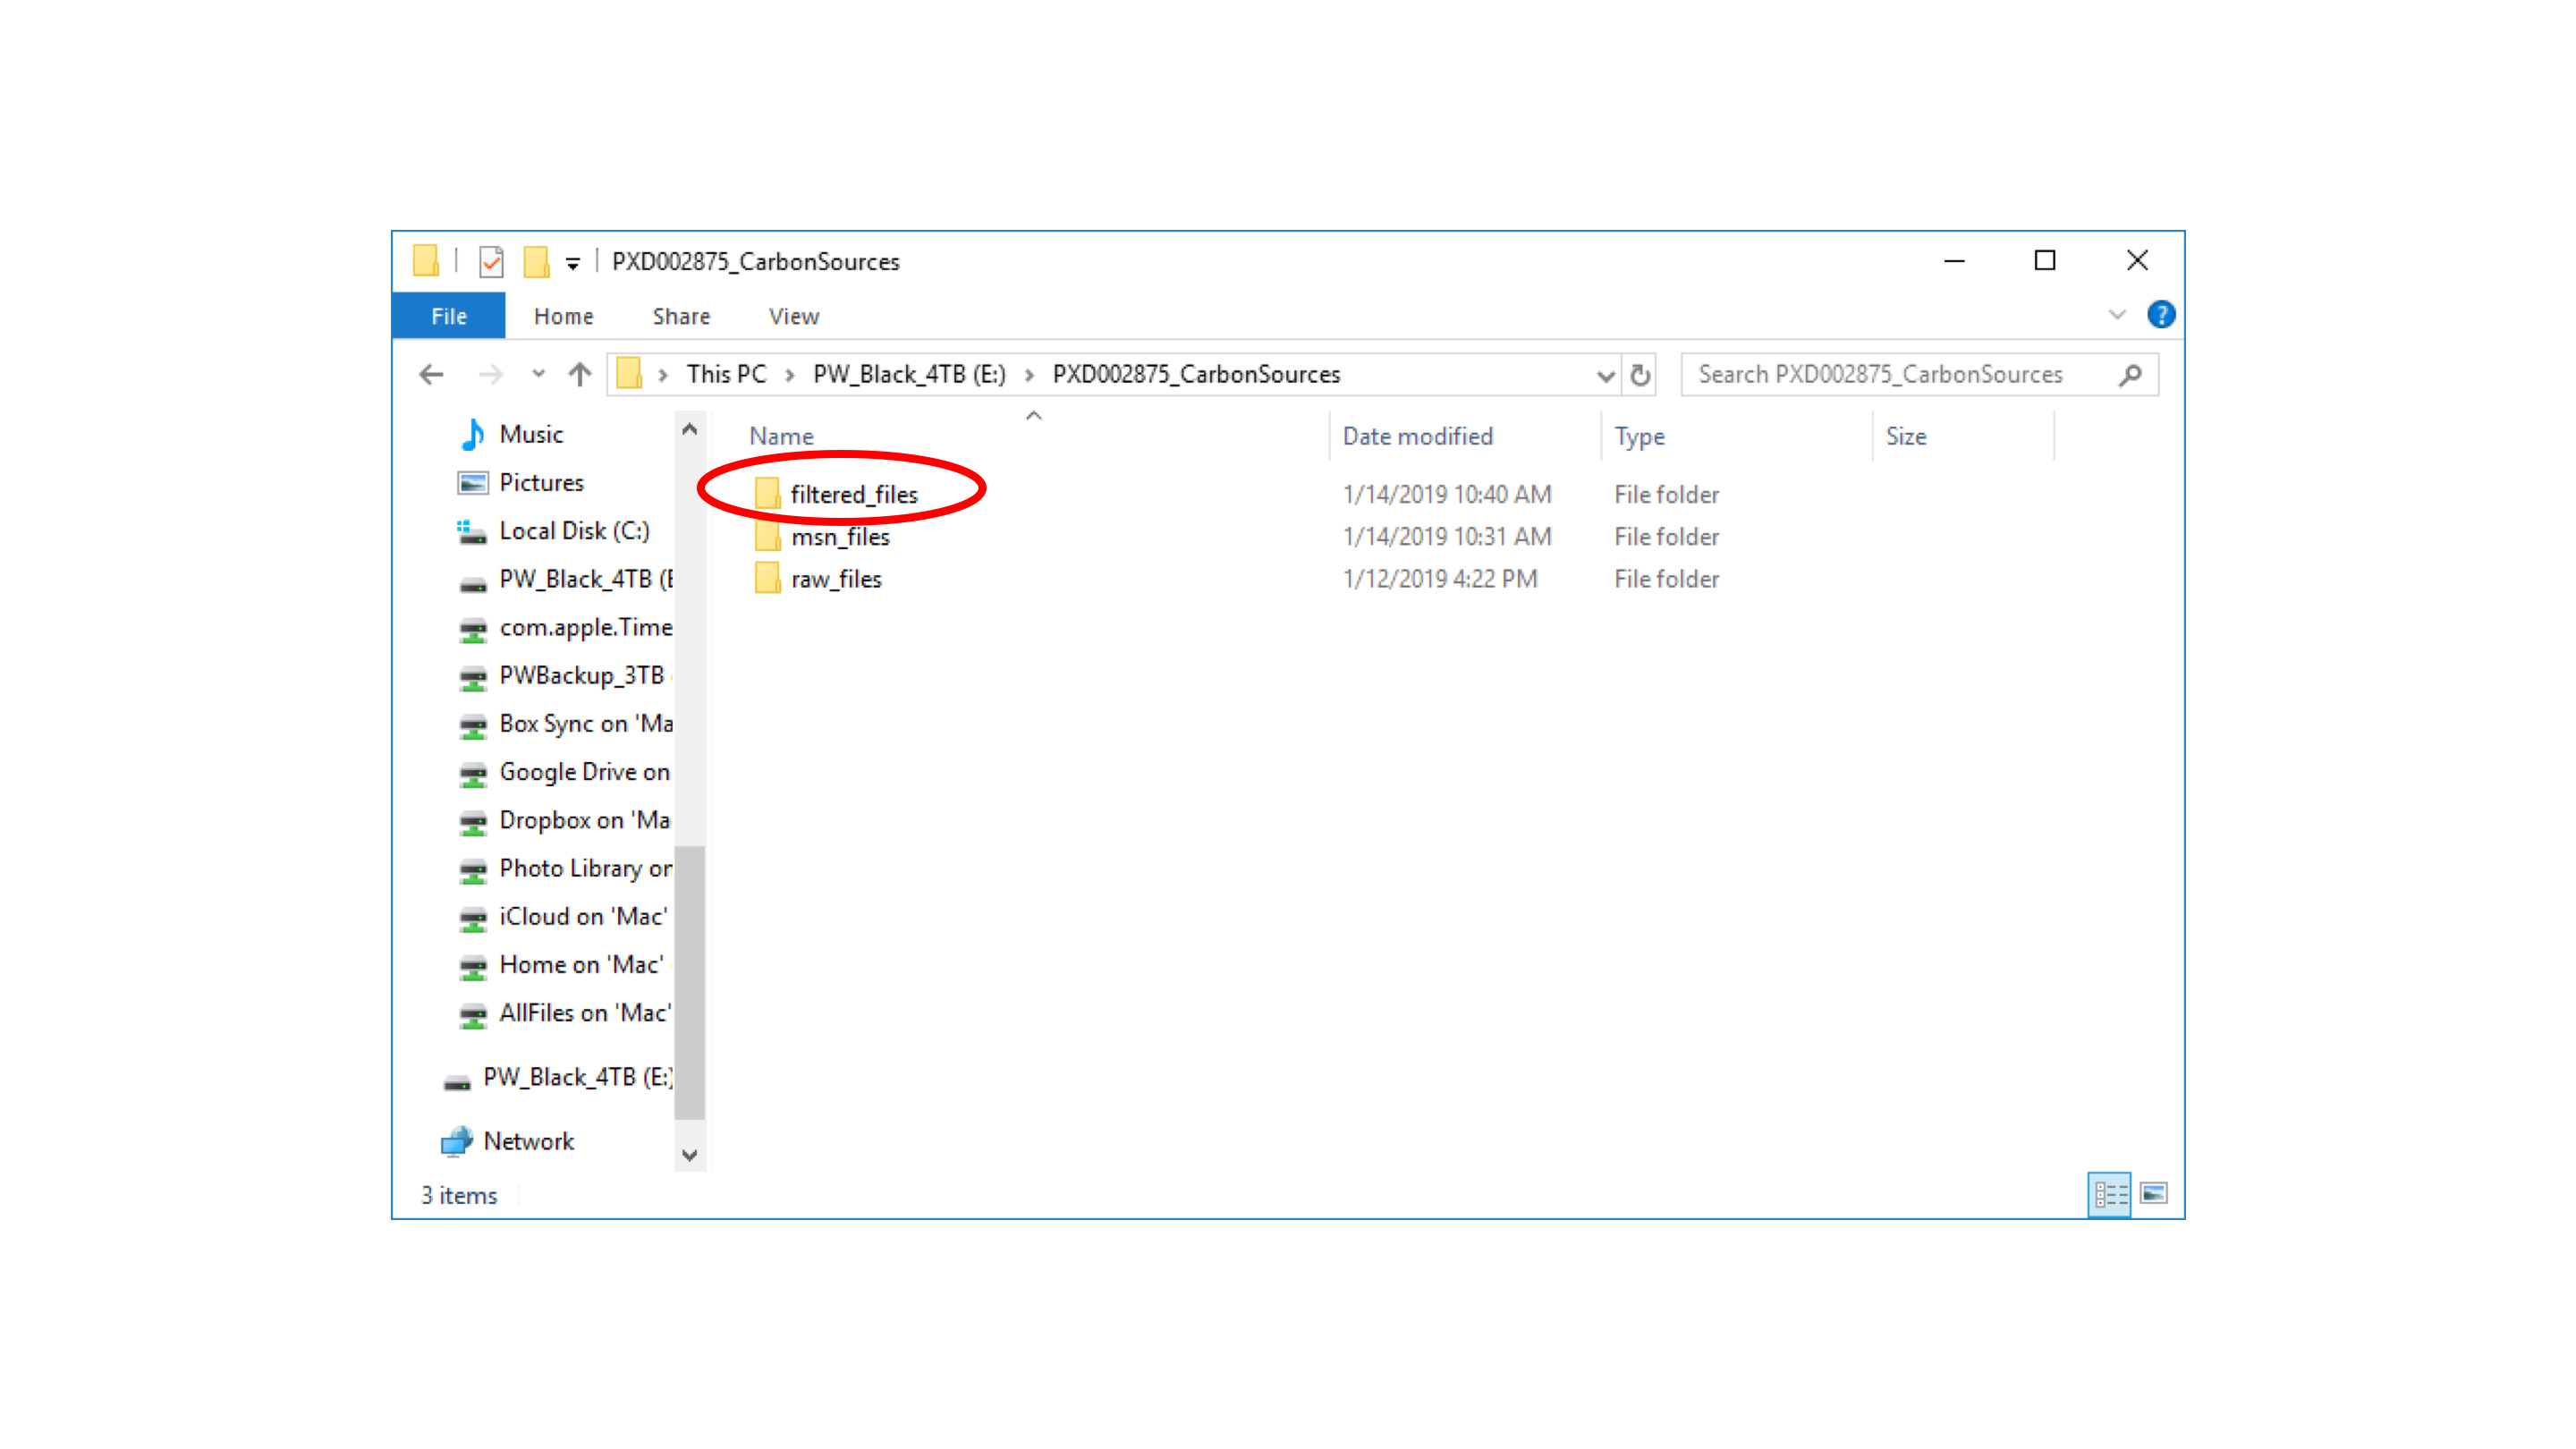 PXD002875_CarbonSources
File Home Share View
This PC > PW_Black_4TB (E:) > PXD002875_CarbonSources
Search PXD002875_CarbonSources
Name Date modified Type Size
filtered_files 1/14/2019 10:40 AM File folder
msn_files 1/14/2019 10:31 AM File folder
raw_files 1/12/2019 4:22 PM File folder
Music
Pictures
Local Disk (C:)
PW_Black_4TB (E
com.apple.Time
PWBackup_3TB
Box Sync on 'Ma
Google Drive on
Dropbox on 'Ma
Photo Library on
iCloud on 'Mac'
Home on 'Mac'
AllFiles on 'Mac'
PW_Black_4TB (E:)
Network
3 items